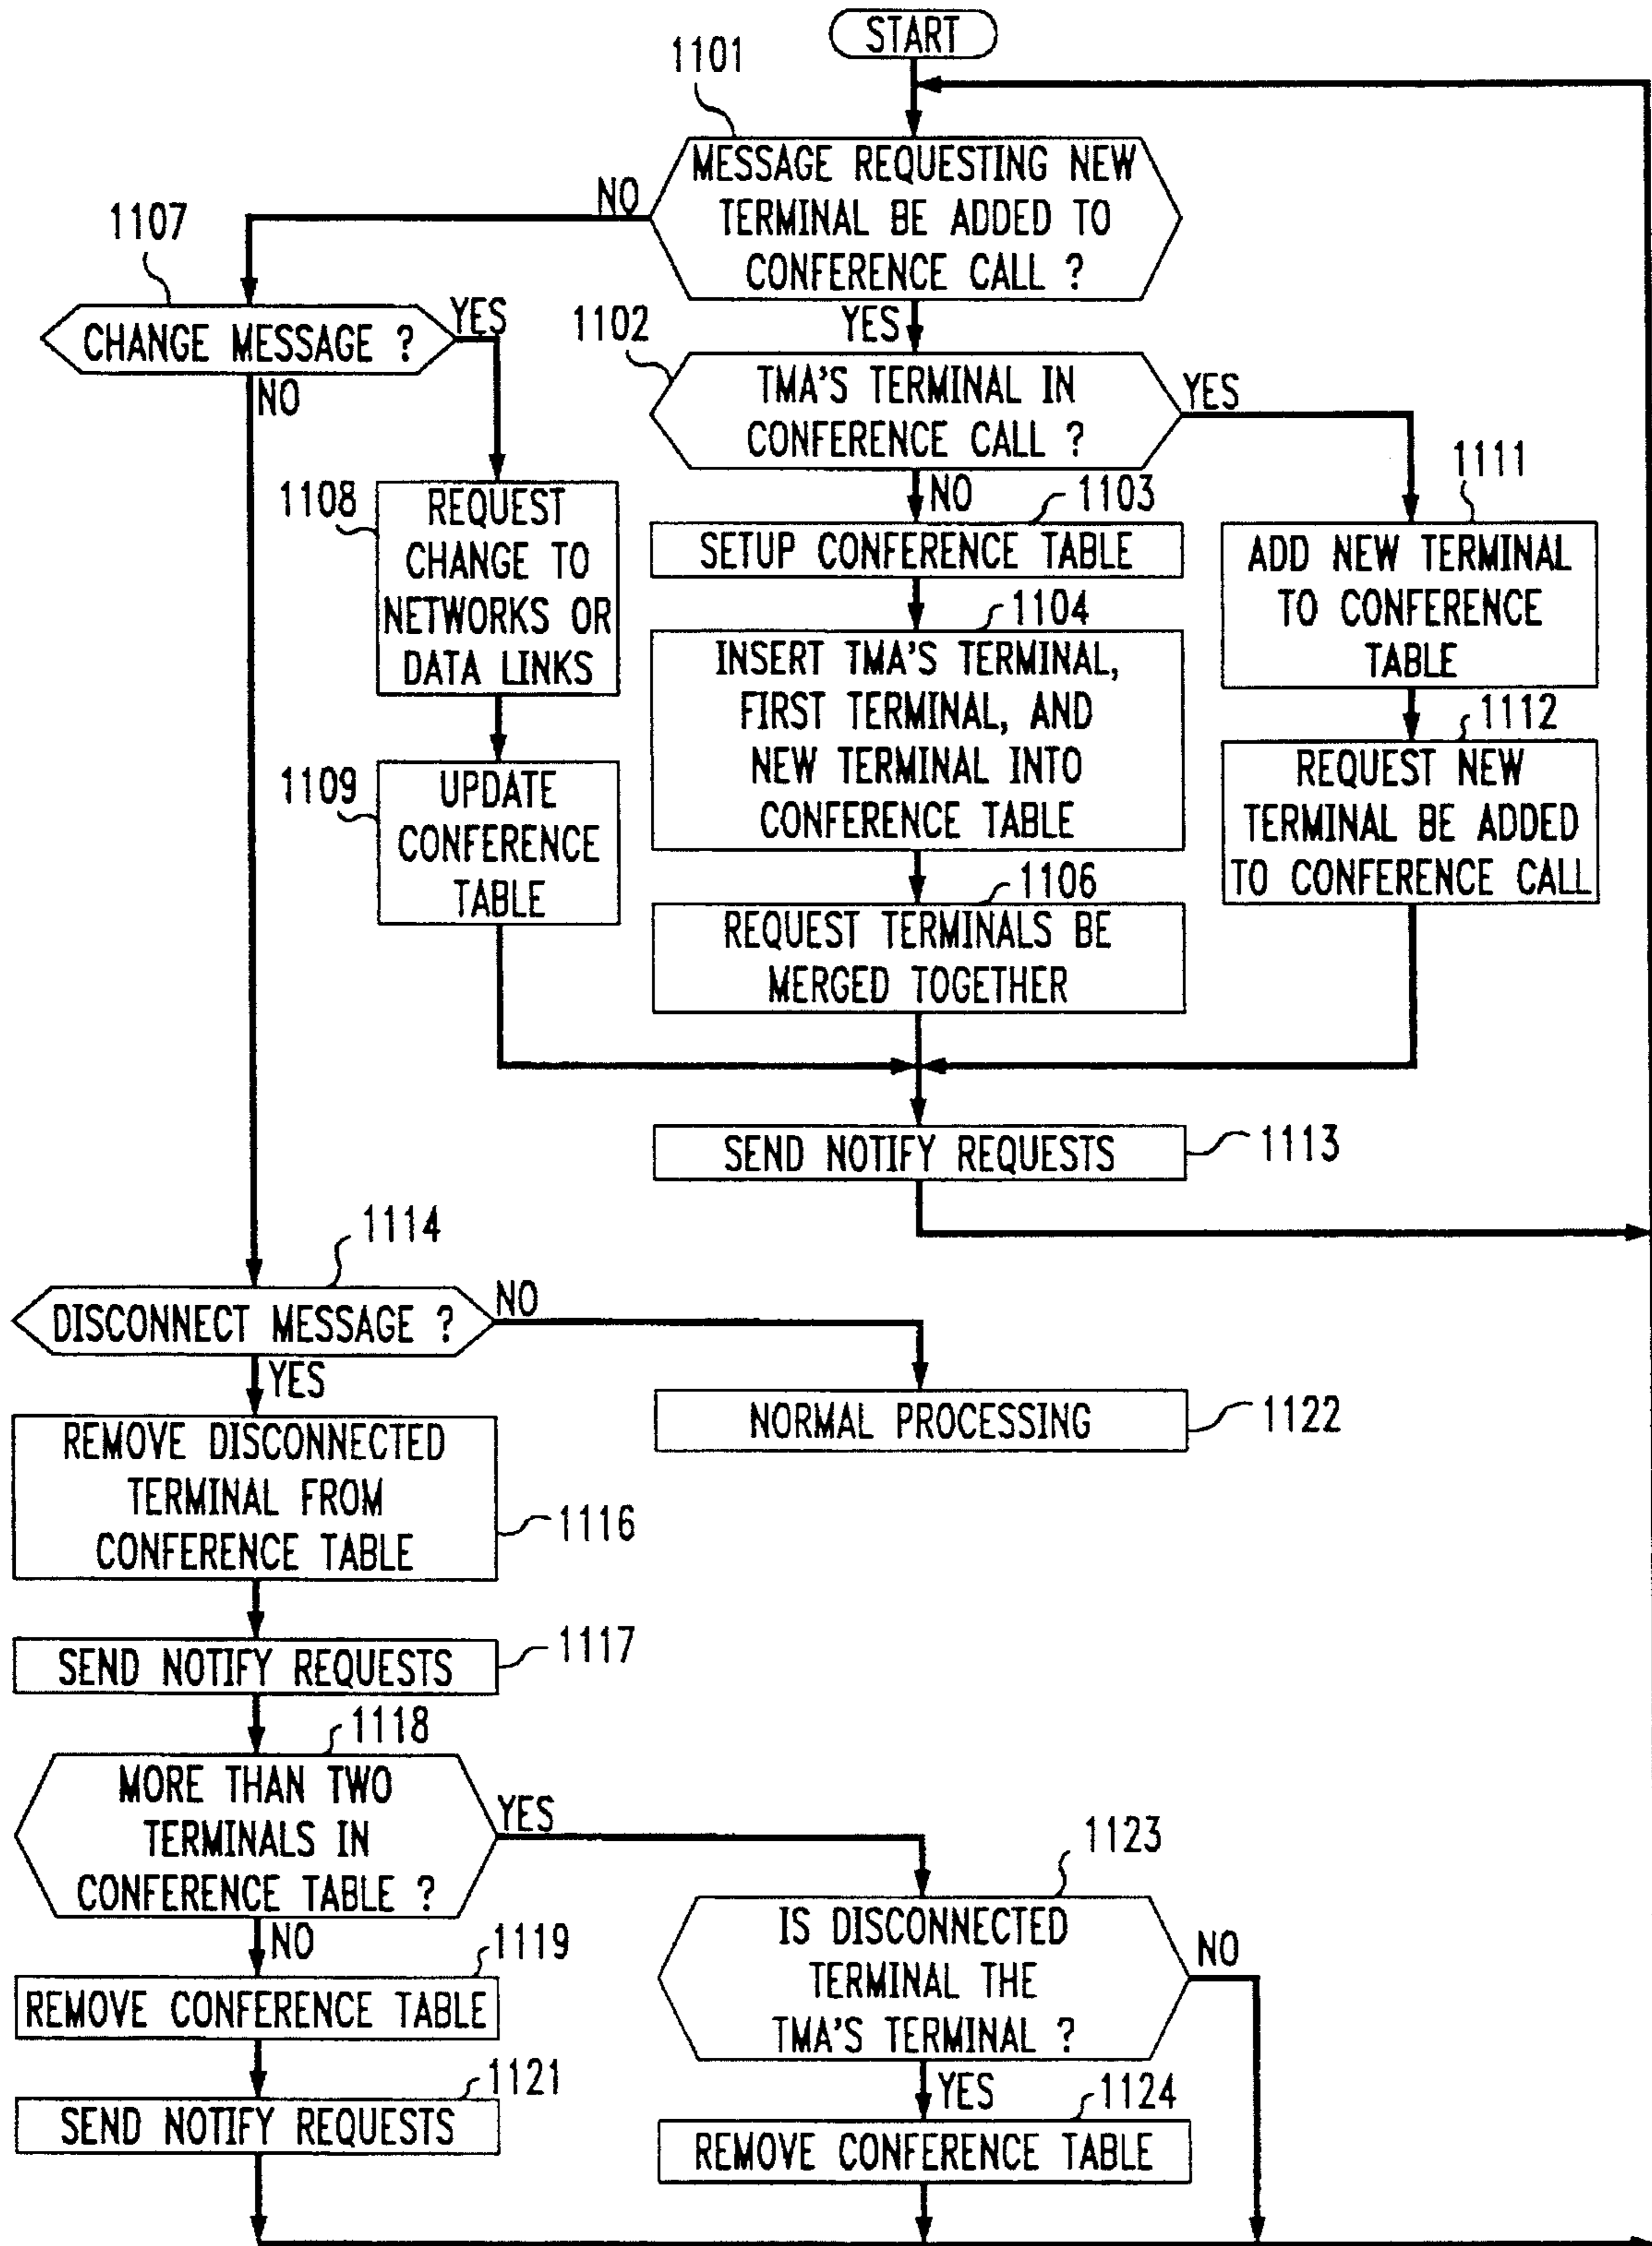 START
1101
MESSAGE REQUESTING NEW
TERMINAL BE ADDED TO
CONFERENCE CALL ?
NO
YES
1107
CHANGE MESSAGE ?
YES
NO
1102
TMA'S TERMINAL IN
CONFERENCE CALL ?
YES
NO
1108
REQUEST
CHANGE TO
NETWORKS OR
DATA LINKS
1103
SETUP CONFERENCE TABLE
1111
ADD NEW TERMINAL
TO CONFERENCE
TABLE
1104
INSERT TMA'S TERMINAL,
FIRST TERMINAL, AND
NEW TERMINAL INTO
CONFERENCE TABLE
1112
REQUEST NEW
TERMINAL BE ADDED
TO CONFERENCE CALL
1109
UPDATE
CONFERENCE
TABLE
1106
REQUEST TERMINALS BE
MERGED TOGETHER
SEND NOTIFY REQUESTS
1113
1114
DISCONNECT MESSAGE ?
NO
YES
NORMAL PROCESSING
1122
REMOVE DISCONNECTED
TERMINAL FROM
CONFERENCE TABLE
1116
SEND NOTIFY REQUESTS
1117
1118
MORE THAN TWO
TERMINALS IN
CONFERENCE TABLE ?
YES
NO
1123
IS DISCONNECTED
TERMINAL THE
TMA'S TERMINAL ?
NO
YES
1119
REMOVE CONFERENCE TABLE
1121
SEND NOTIFY REQUESTS
1124
REMOVE CONFERENCE TABLE